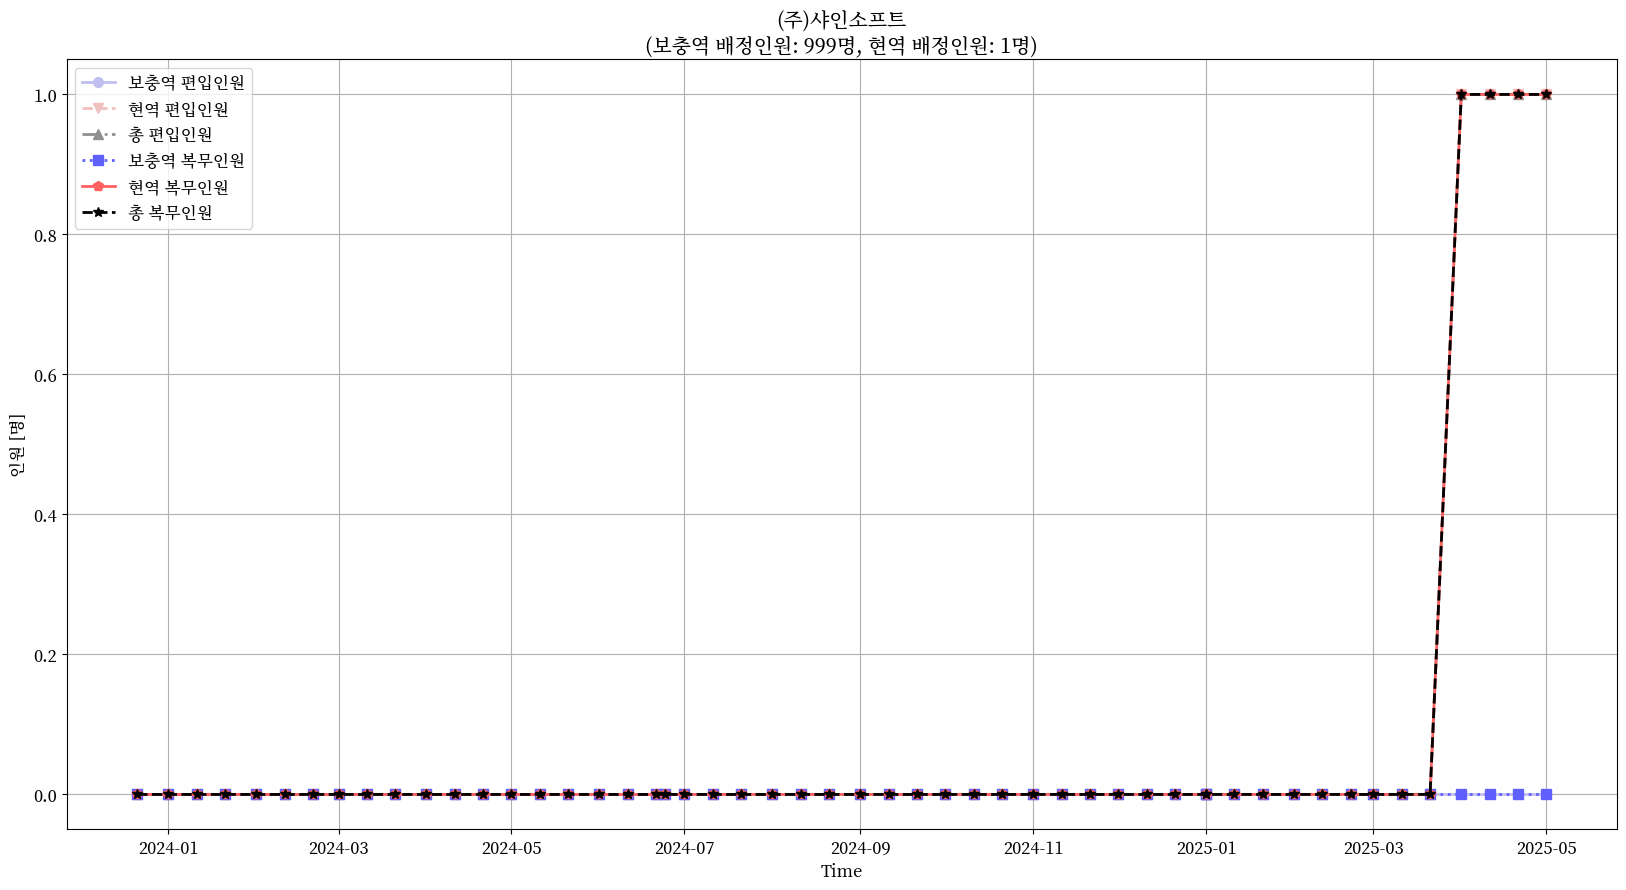 (주)샤인소프트
(보충역 배정인원: 999명, 현역 배정인원: 1명)
보충역 편입인원
현역 편입인원
총 편입인원
보충역 복무인원
현역 복무인원
총 복무인원
1.0
0.8
0.6
0.4
0.2
0.0
인원 [명]
2024-01 2024-03 2024-05 2024-07 2024-09 2024-11 2025-01 2025-03 2025-05
Time